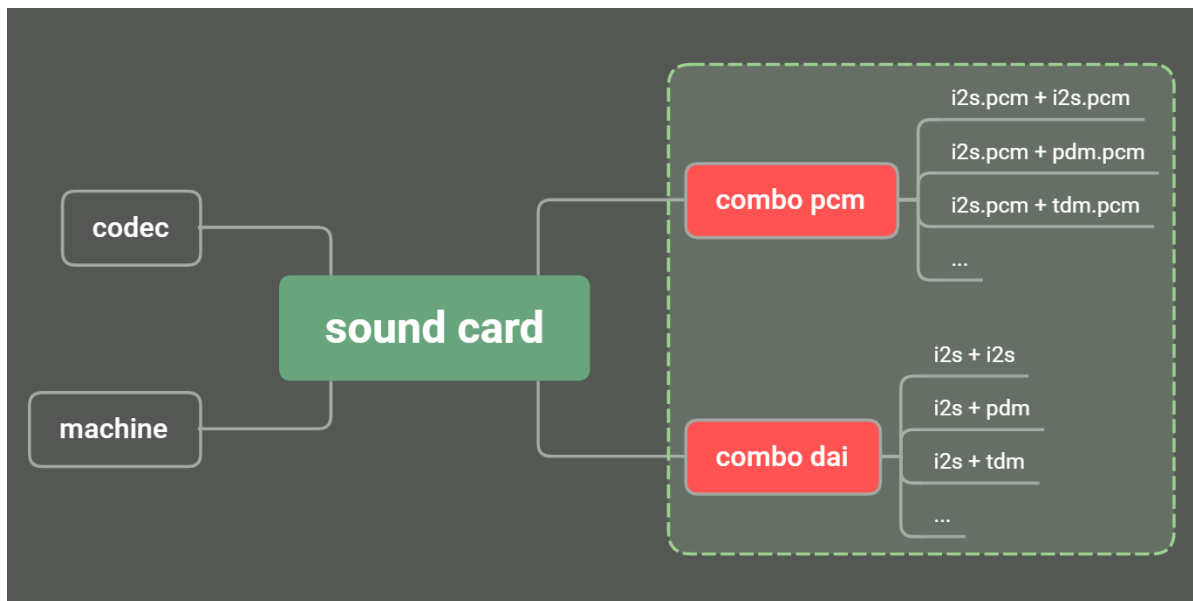 codec
machine
sound card
combo pcm
i2s.pcm + i2s.pcm
i2s.pcm + pdm.pcm
i2s.pcm + tdm.pcm
...
combo dai
i2s + i2s
i2s + pdm
i2s + tdm
...